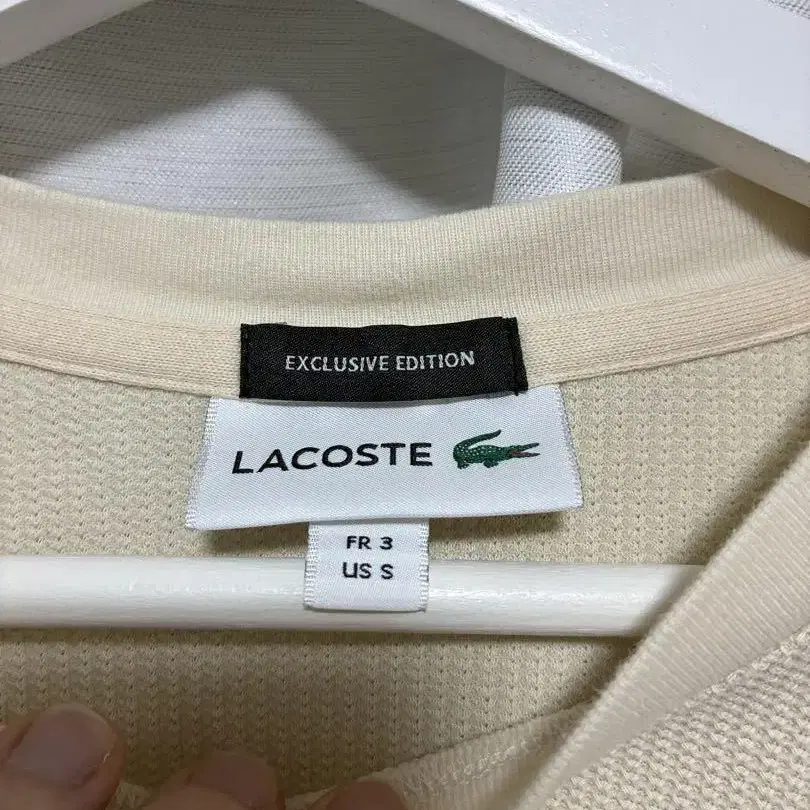 EXCLUSIVE EDITION
LACOSTE
FR 3
US S